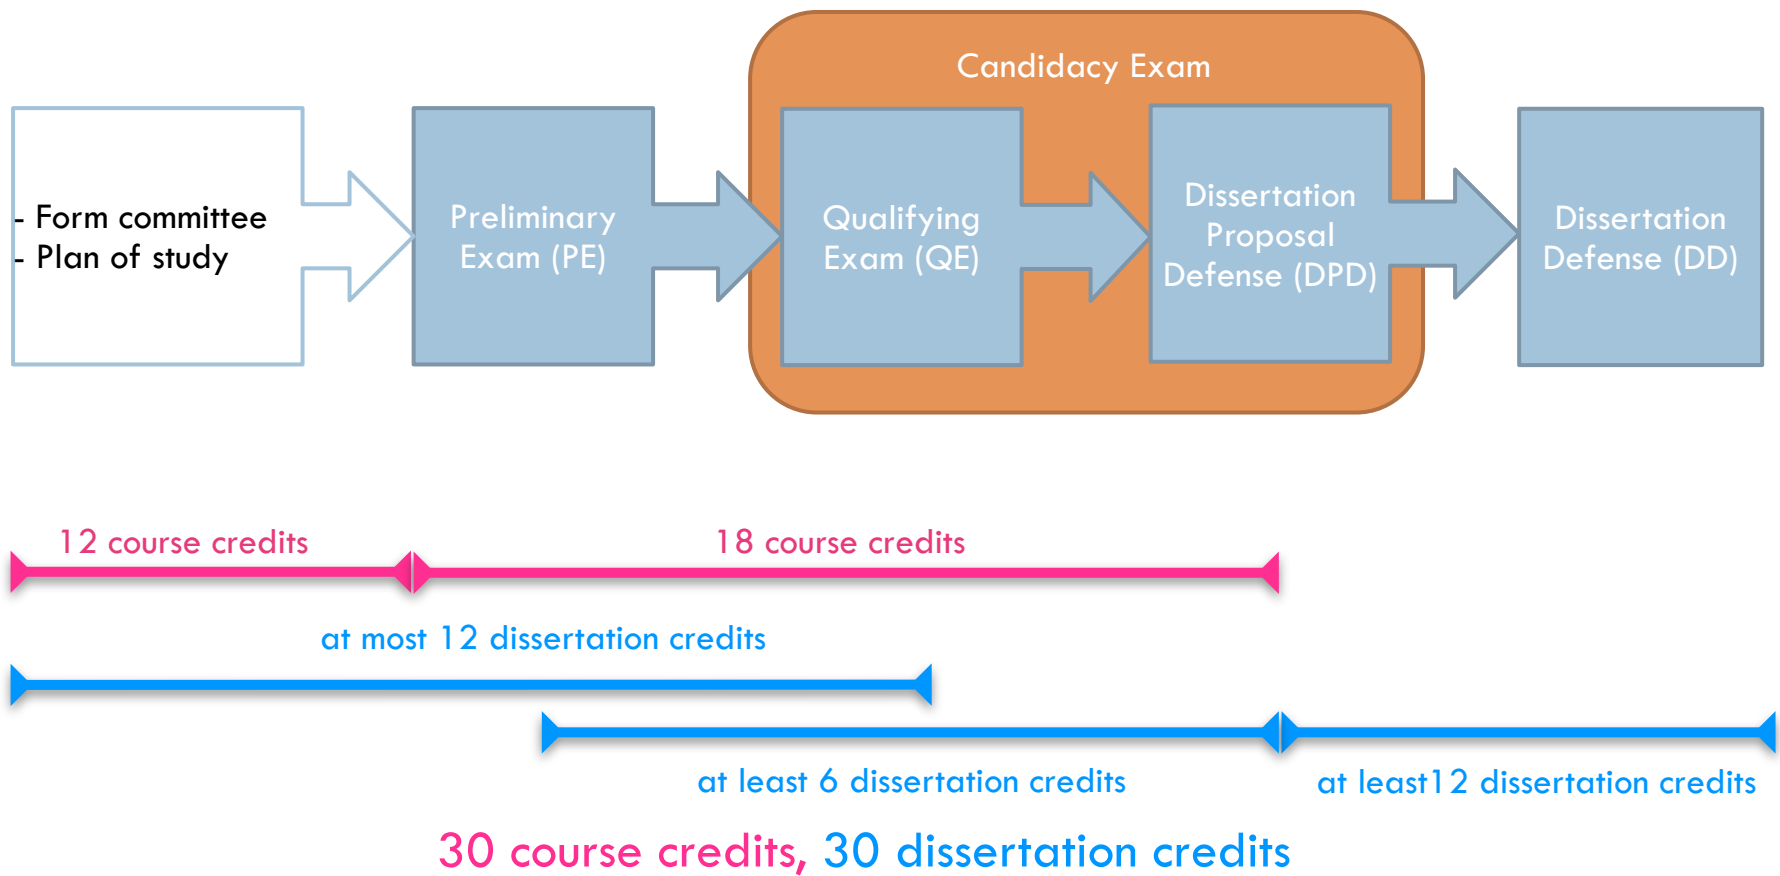 Candidacy Exam
- Form committee
- Plan of study
Preliminary
Exam (PE)
Qualifying
Exam (QE)
Dissertation
Proposal
Defense (DPD)
Dissertation
Defense (DD)
12 course credits
18 course credits
at most 12 dissertation credits
at least 6 dissertation credits
at least12 dissertation credits
30 course credits, 30 dissertation credits